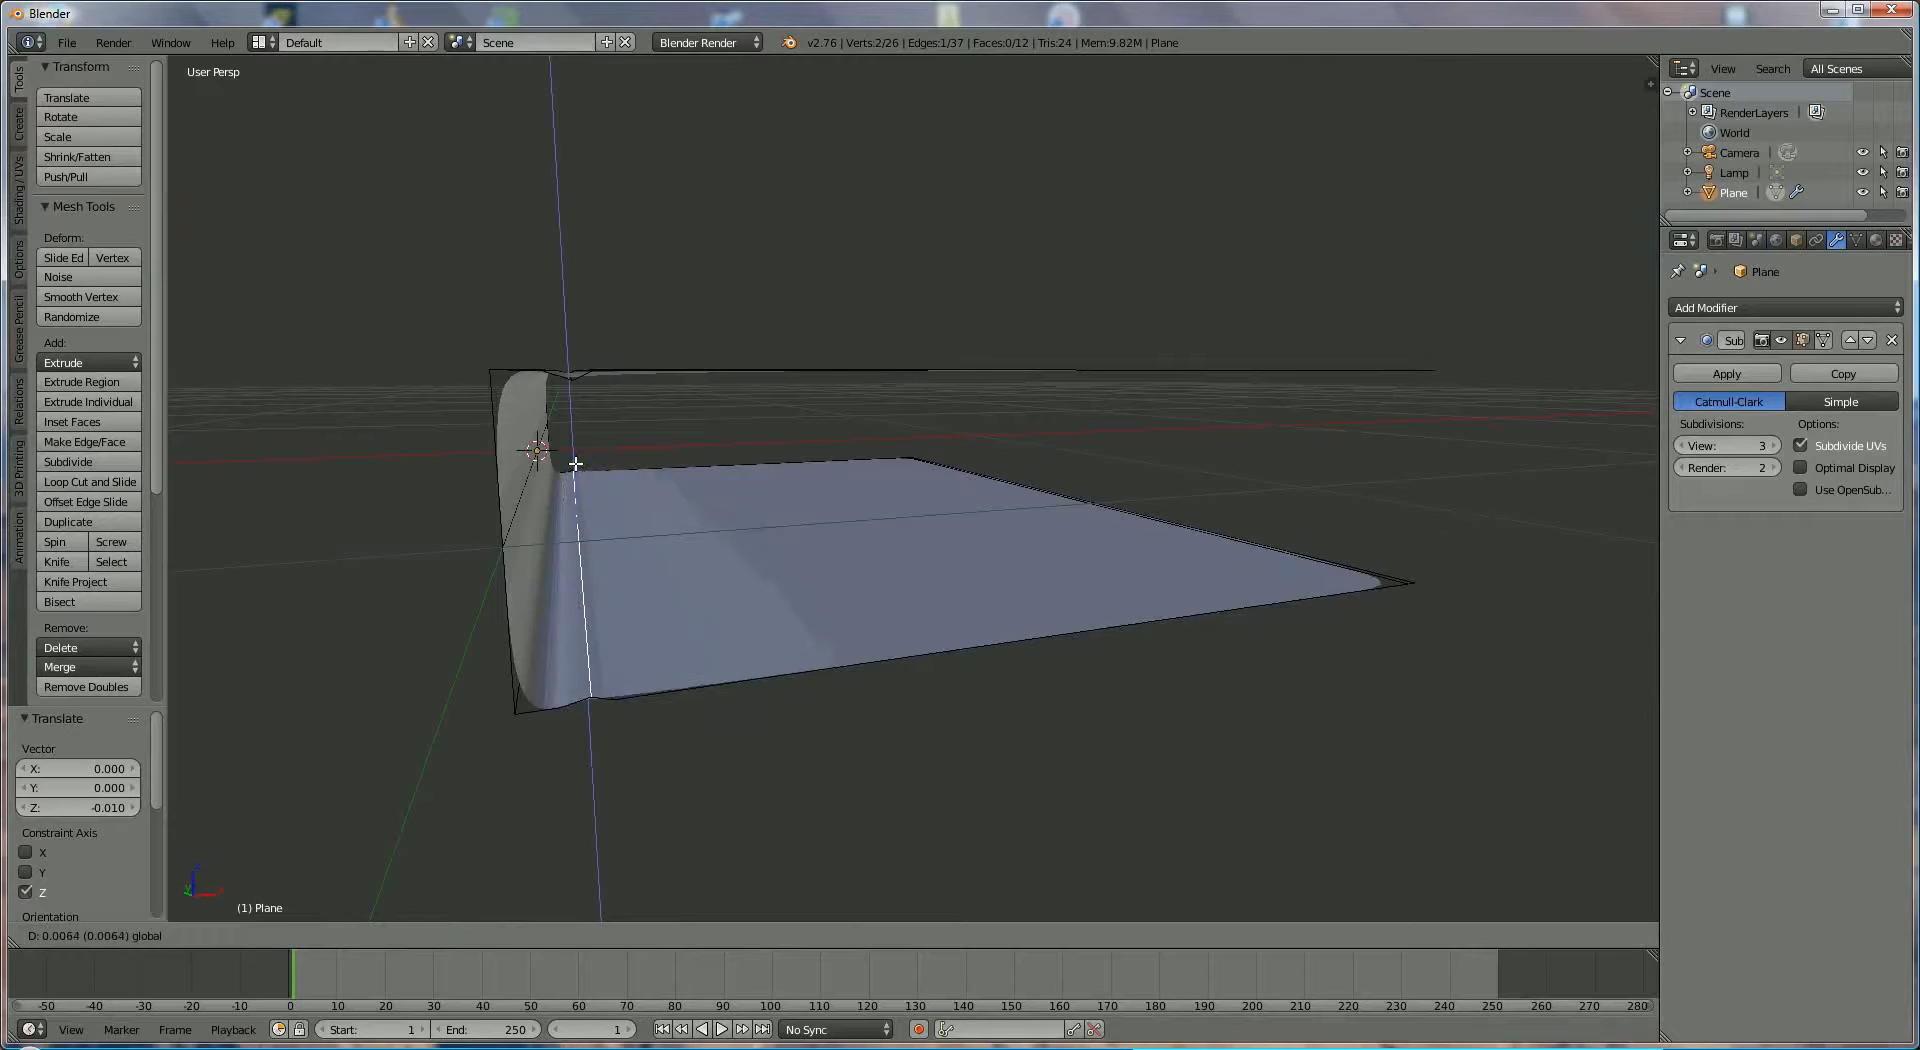 Blender
File Render Window Help Default Scene Blender Render v2.76 | Verts:2/26 | Edges:1/37 | Faces:0/12 | Tris:24 | Mem:9.82M | Plane
Tools
Create
Shading / UVs
Options
Grease Pencil
Relations
3D Printing
Animation
Transform
Translate
Rotate
Scale
Shrink/Fatten
Push/Pull
Mesh Tools
Deform:
Slide Ed Vertex
Noise
Smooth Vertex
Randomize
Add:
Extrude
Extrude Region
Extrude Individual
Inset Faces
Make Edge/Face
Subdivide
Loop Cut and Slide
Offset Edge Slide
Duplicate
Spin Screw
Knife Select
Knife Project
Bisect
Remove:
Delete
Merge
Remove Doubles
Translate
Vector
X: 0.000
Y: 0.000
Z: -0.010
Constraint Axis
X
Y
Z
Orientation
User Persp
(1) Plane
D: 0.0064 (0.0064) global
View Search All Scenes
Scene
RenderLayers
World
Camera
Lamp
Plane
Plane
Add Modifier
Sub
Apply Copy
Catmull-Clark Simple
Subdivisions: Options:
View: 3 Subdivide UVs
Render: 2 Optimal Display
Use OpenSub...
-50 -40 -30 -20 -10 0 10 20 30 40 50 60 70 80 90 100 110 120 130 140 150 160 170 180 190 200 210 220 230 240 250 260 270 280
View Marker Frame Playback Start: 1 End: 250 1 No Sync